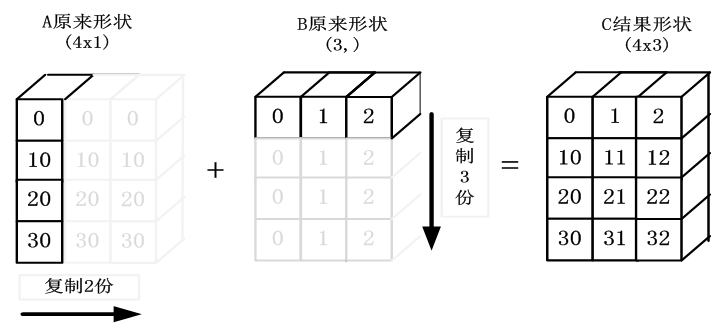 A原来形状
(4x1)
B原来形状
(3,)
C结果形状
(4x3)
0 0 0
10 10 10
20 20 20
30 30 30
+
0 1 2
0 1 2
0 1 2
0 1 2
复制3份
=
0 1 2
10 11 12
20 21 22
30 31 32
复制2份